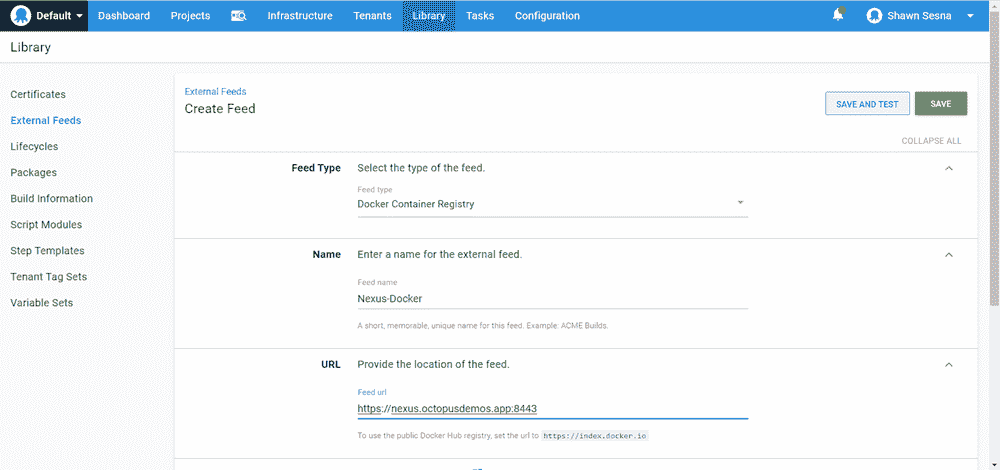 Default Dashboard Projects Infrastructure Tenants Library Tasks Configuration Shawn Sesna
Library
Certificates
External Feeds
Lifecycles
Packages
Build Information
Script Modules
Step Templates
Tenant Tag Sets
Variable Sets
External Feeds
Create Feed
SAVE AND TEST SAVE
COLLAPSE ALL
Feed Type Select the type of the feed.
Feed type
Docker Container Registry
Name Enter a name for the external feed.
Feed name
Nexus-Docker
A short, memorable, unique name for this feed. Example: ACME Builds.
URL Provide the location of the feed.
Feed url
https://nexus.octopusdemos.app:8443
To use the public Docker Hub registry, set the url to https://index.docker.io